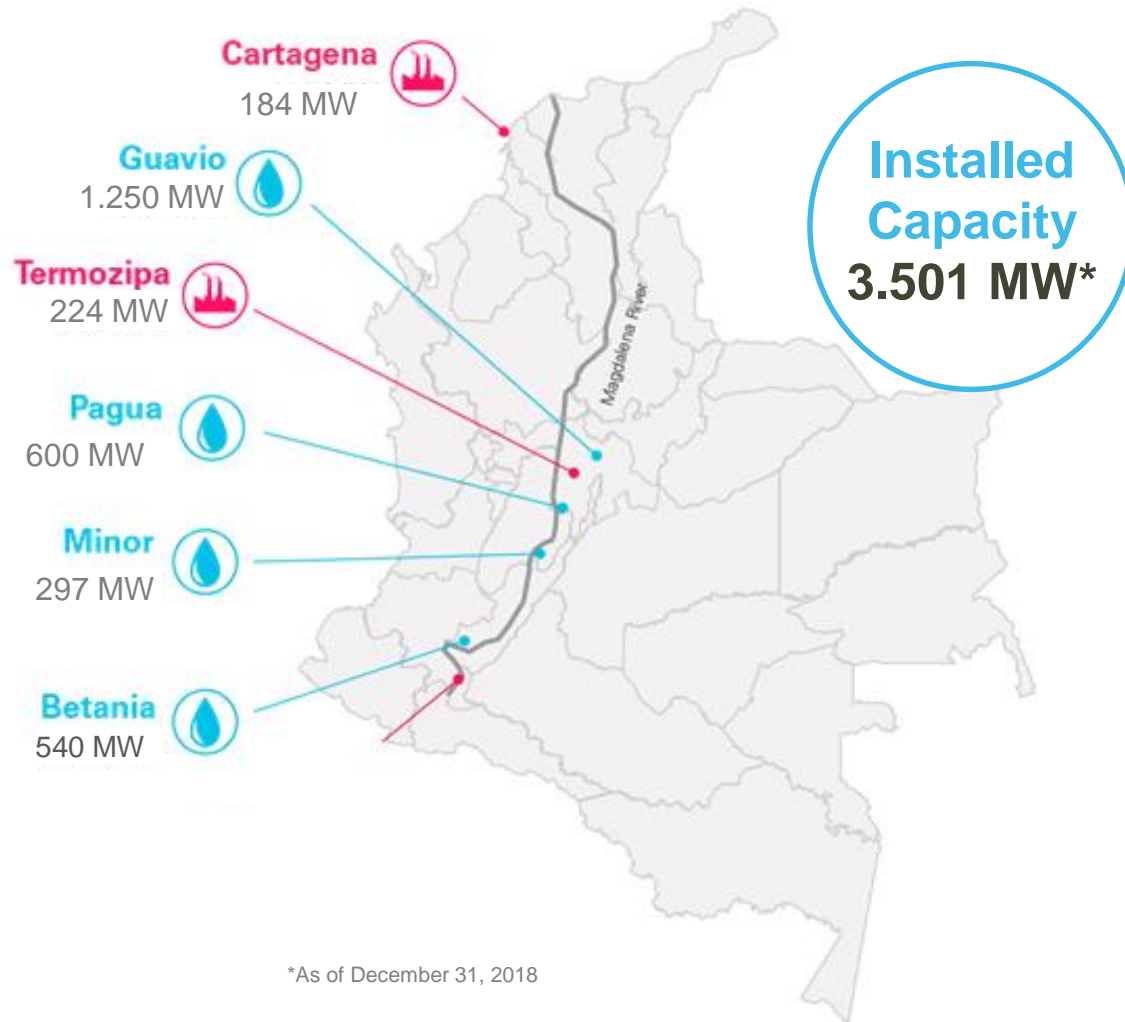 Cartagena
184 MW
Guavio
1.250 MW
Termozipa
224 MW
Pagua
600 MW
Minor
297 MW
Betania
540 MW
Magdalena River
Installed
Capacity
3.501 MW*
*As of December 31, 2018